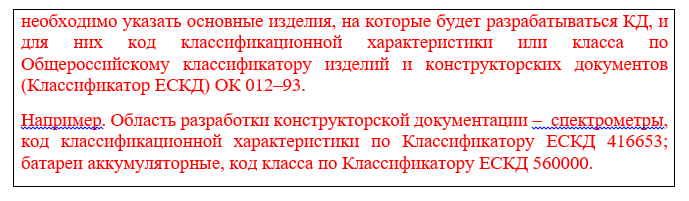 необходимо указать основные изделия, на которые будет разрабатываться КД, и
для них код классификационной характеристики или класса по
Общероссийскому классификатору изделий и конструкторских документов
(Классификатор ЕСКД) ОК 012–93.
Например. Область разработки конструкторской документации – спектрометры,
код классификационной характеристики по Классификатору ЕСКД 416653;
батареи аккумуляторные, код класса по Классификатору ЕСКД 560000.